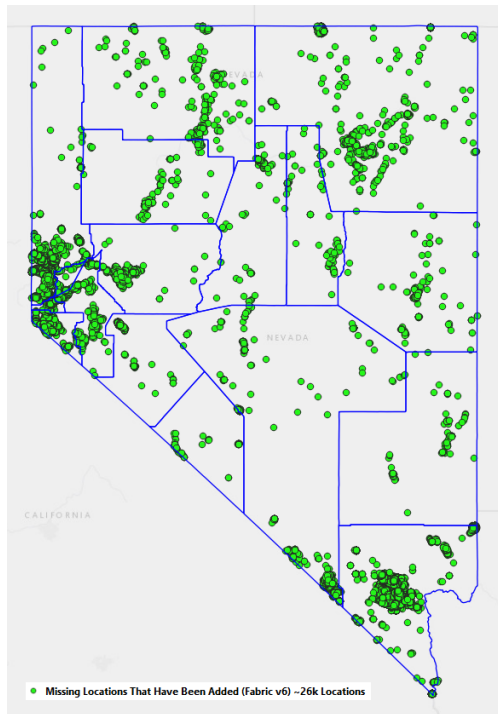 NEVADA
NEVADA
CALIFORNIA
Missing Locations That Have Been Added (Fabric v6) ~26k Locations